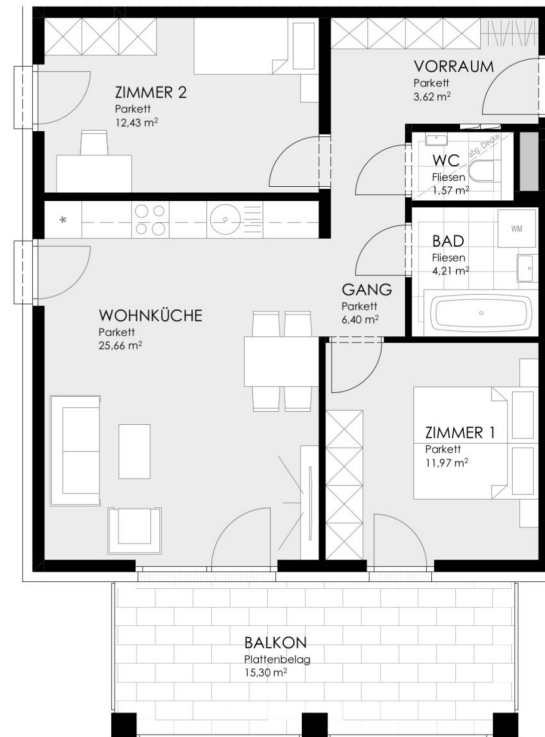 ZIMMER 2
Parkett
12,43 m²
VORRAUM
Parkett
3,62 m²
abg. Decke
WC
Fliesen
1,57 m²
BAD
Fliesen
4,21 m²
WM
GANG
Parkett
6,40 m²
*
WOHNKÜCHE
Parkett
25,66 m²
ZIMMER 1
Parkett
11,97 m²
BALKON
Plattenbelag
15,30 m²